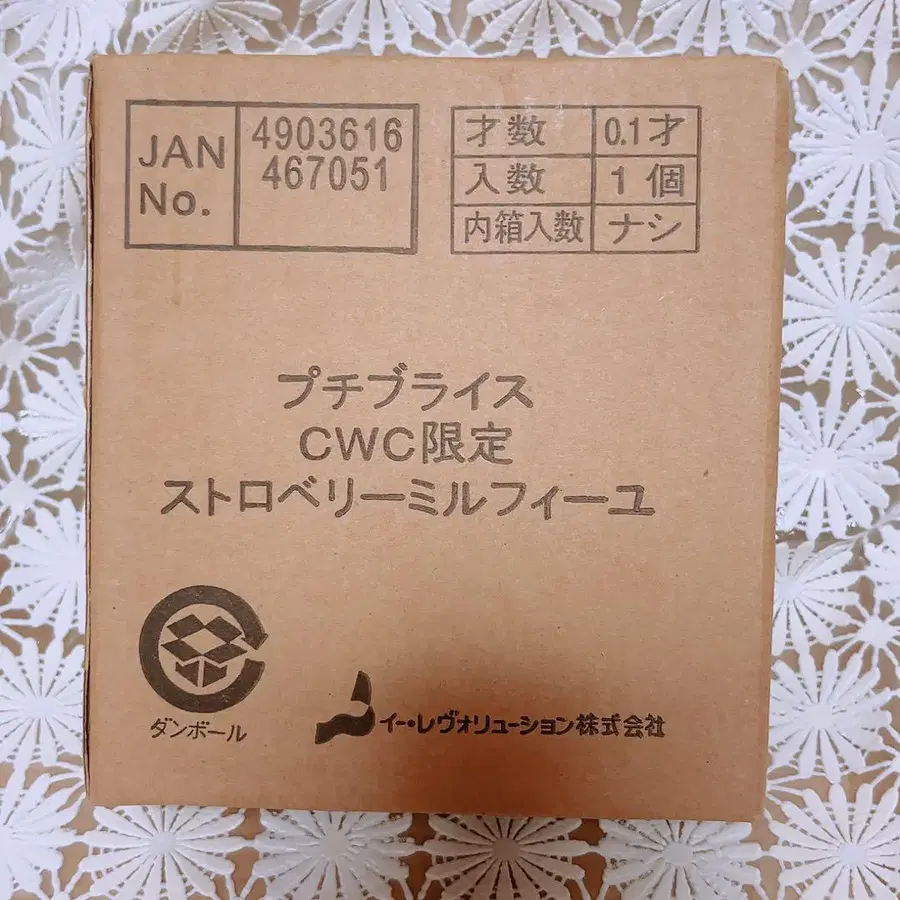 JAN
No.
4903616
467051
才数 0.1才
入数 1個
内箱入数 ナシ
プチブライス
CWC限定
ストロベリーミルフィーユ
ダンボール
イー・レヴォリューション株式会社